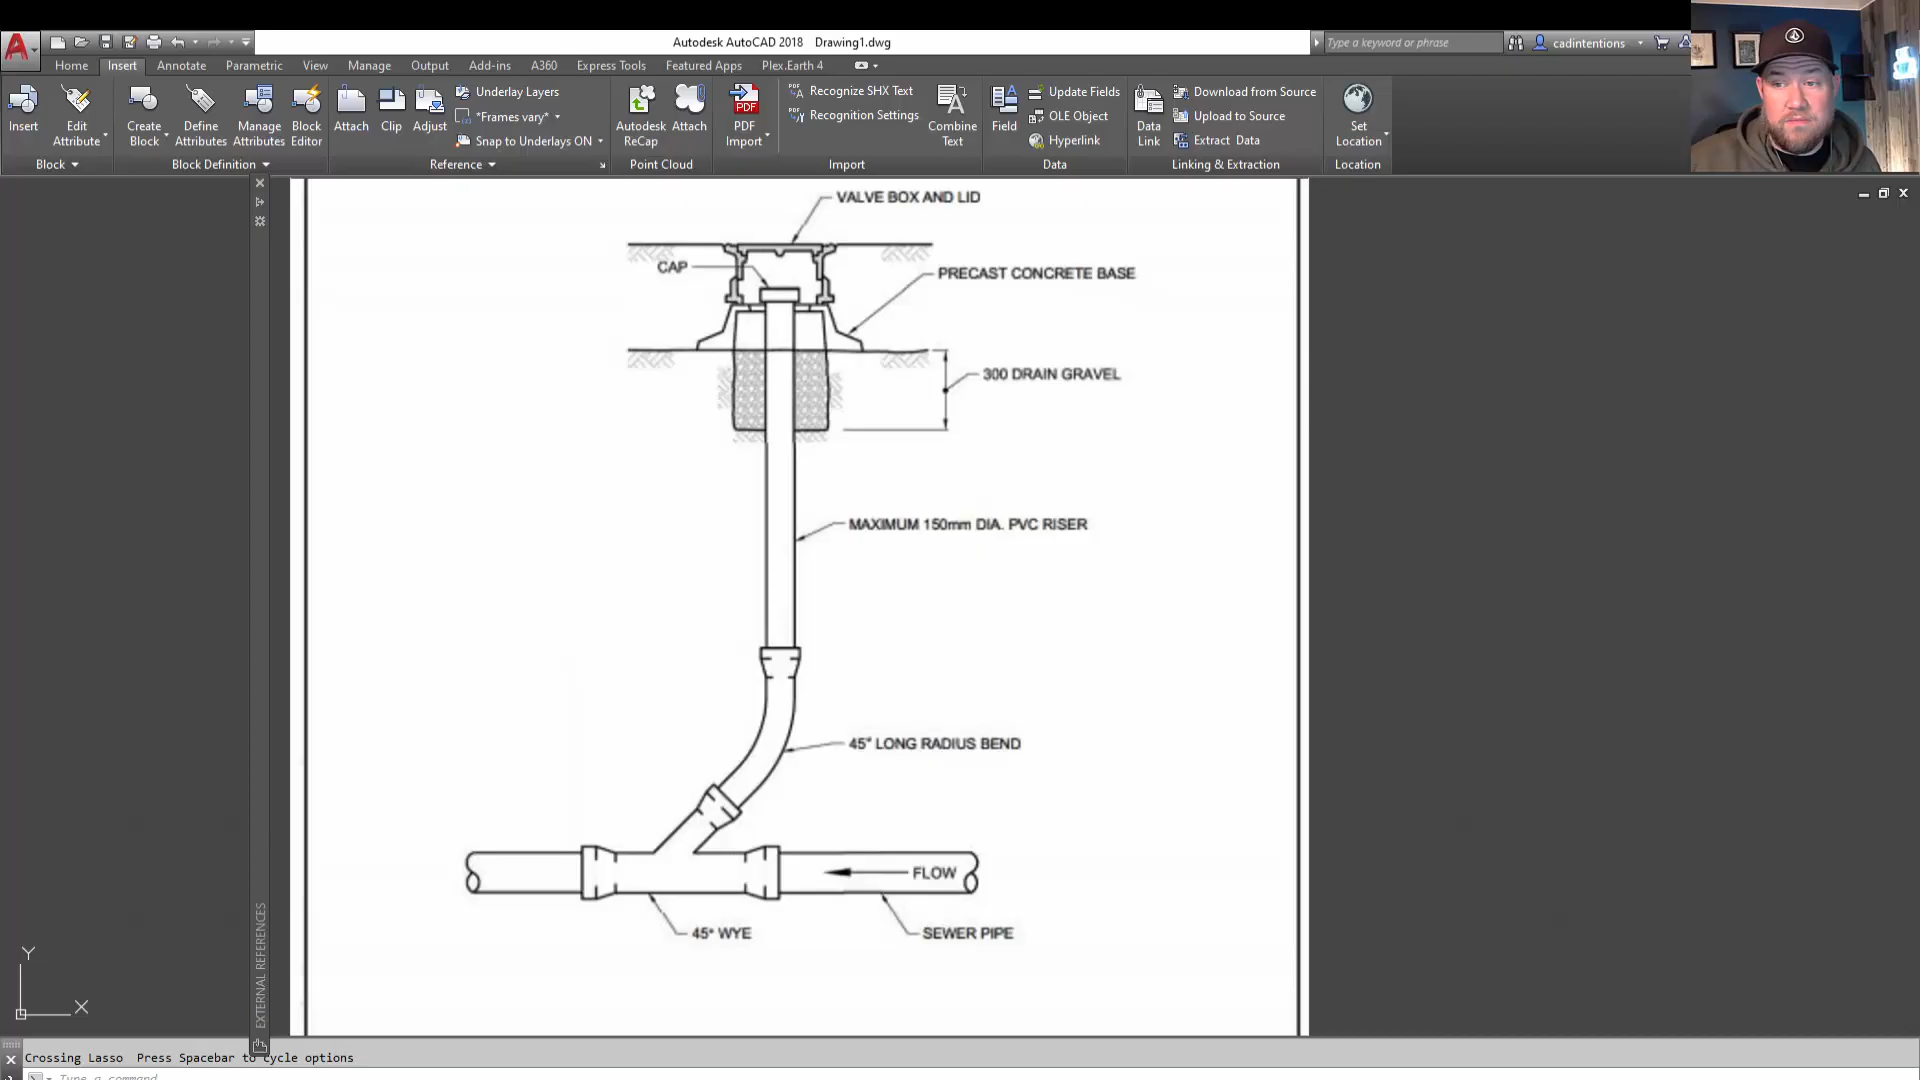 Autodesk AutoCAD 2018 Drawing1.dwg
Type a keyword or phrase
cadintentions
Home Insert Annotate Parametric View Manage Output Add-ins A360 Express Tools Featured Apps Plex.Earth 4
Insert
Edit
Attribute
Block
Create
Block
Define
Attributes
Manage
Attributes
Block
Editor
Block Definition
Attach
Clip
Adjust
Underlay Layers
*Frames vary*
Snap to Underlays ON
Reference
Autodesk
ReCap
Attach
Point Cloud
PDF
PDF
Import
PDF Recognize SHX Text
PDF Recognition Settings
Combine
Text
Import
Field
Update Fields
OLE Object
Hyperlink
Data
Data
Link
Download from Source
Upload to Source
Extract Data
Linking & Extraction
Set
Location
Location
VALVE BOX AND LID
CAP
PRECAST CONCRETE BASE
300 DRAIN GRAVEL
MAXIMUM 150mm DIA. PVC RISER
45° LONG RADIUS BEND
FLOW
45° WYE
SEWER PIPE
EXTERNAL REFERENCES
Y
X
Crossing Lasso Press Spacebar to cycle options
Type a command